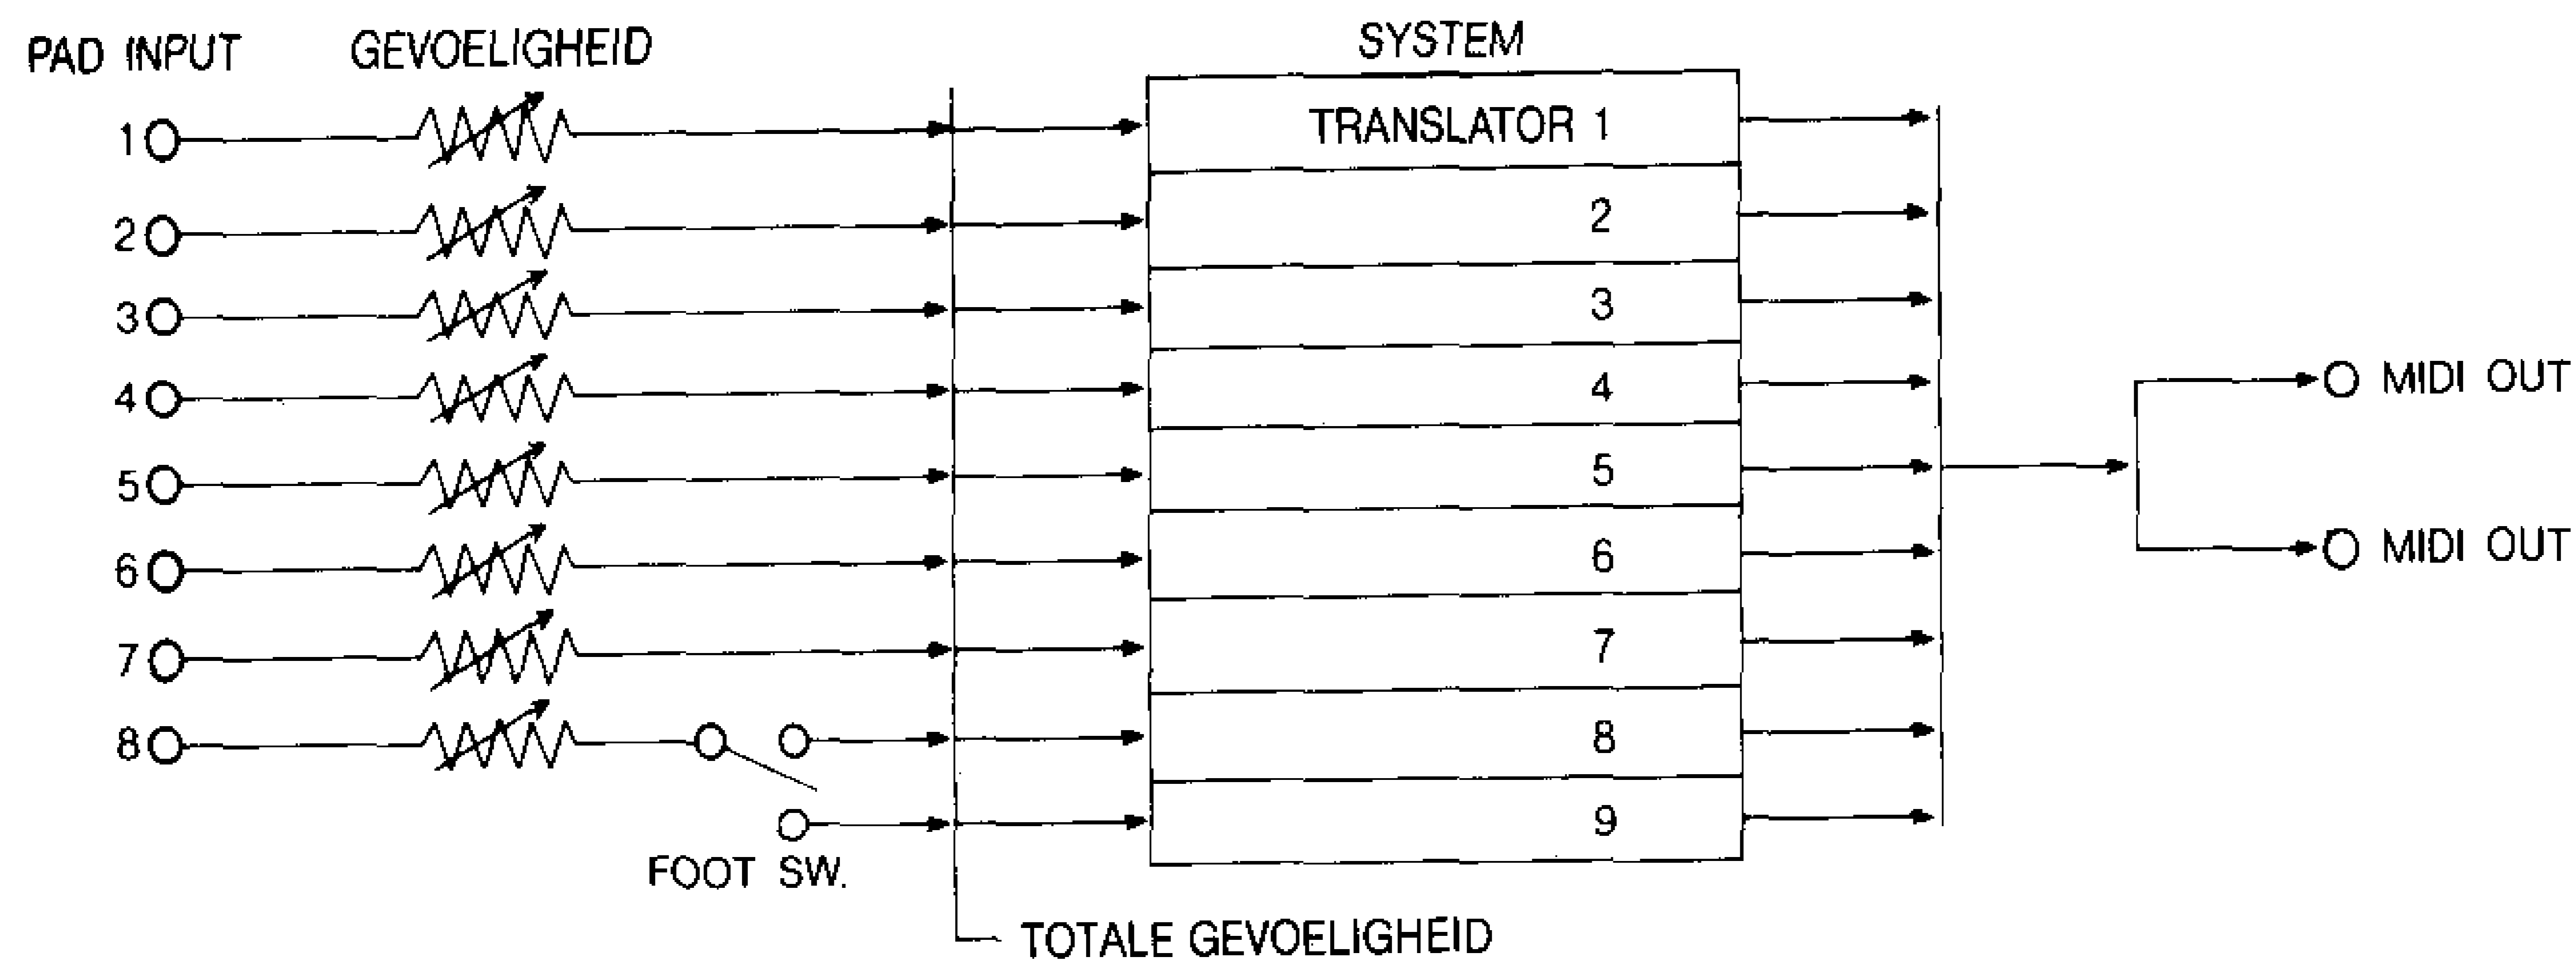 PAD INPUT GEVOELIGHEID SYSTEM
1 TRANSLATOR 1
2 2
3 3
4 4 MIDI OUT
5 5
6 6 MIDI OUT
7 7
8 8
9
FOOT SW.
TOTALE GEVOELIGHEID